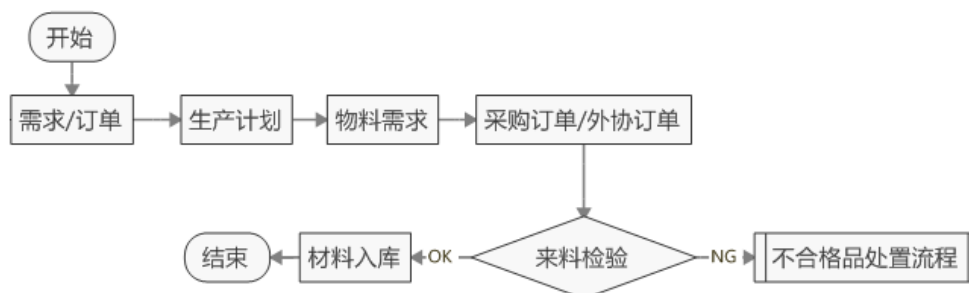 开始
需求/订单
生产计划
物料需求
采购订单/外协订单
结束
材料入库
OK
来料检验
NG
不合格品处置流程